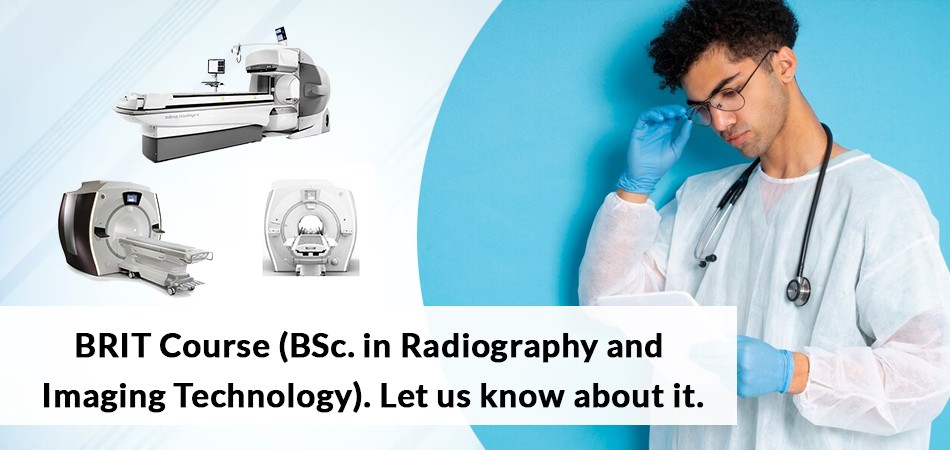 BRIT Course (BSc. in Radiography and
Imaging Technology). Let us know about it.